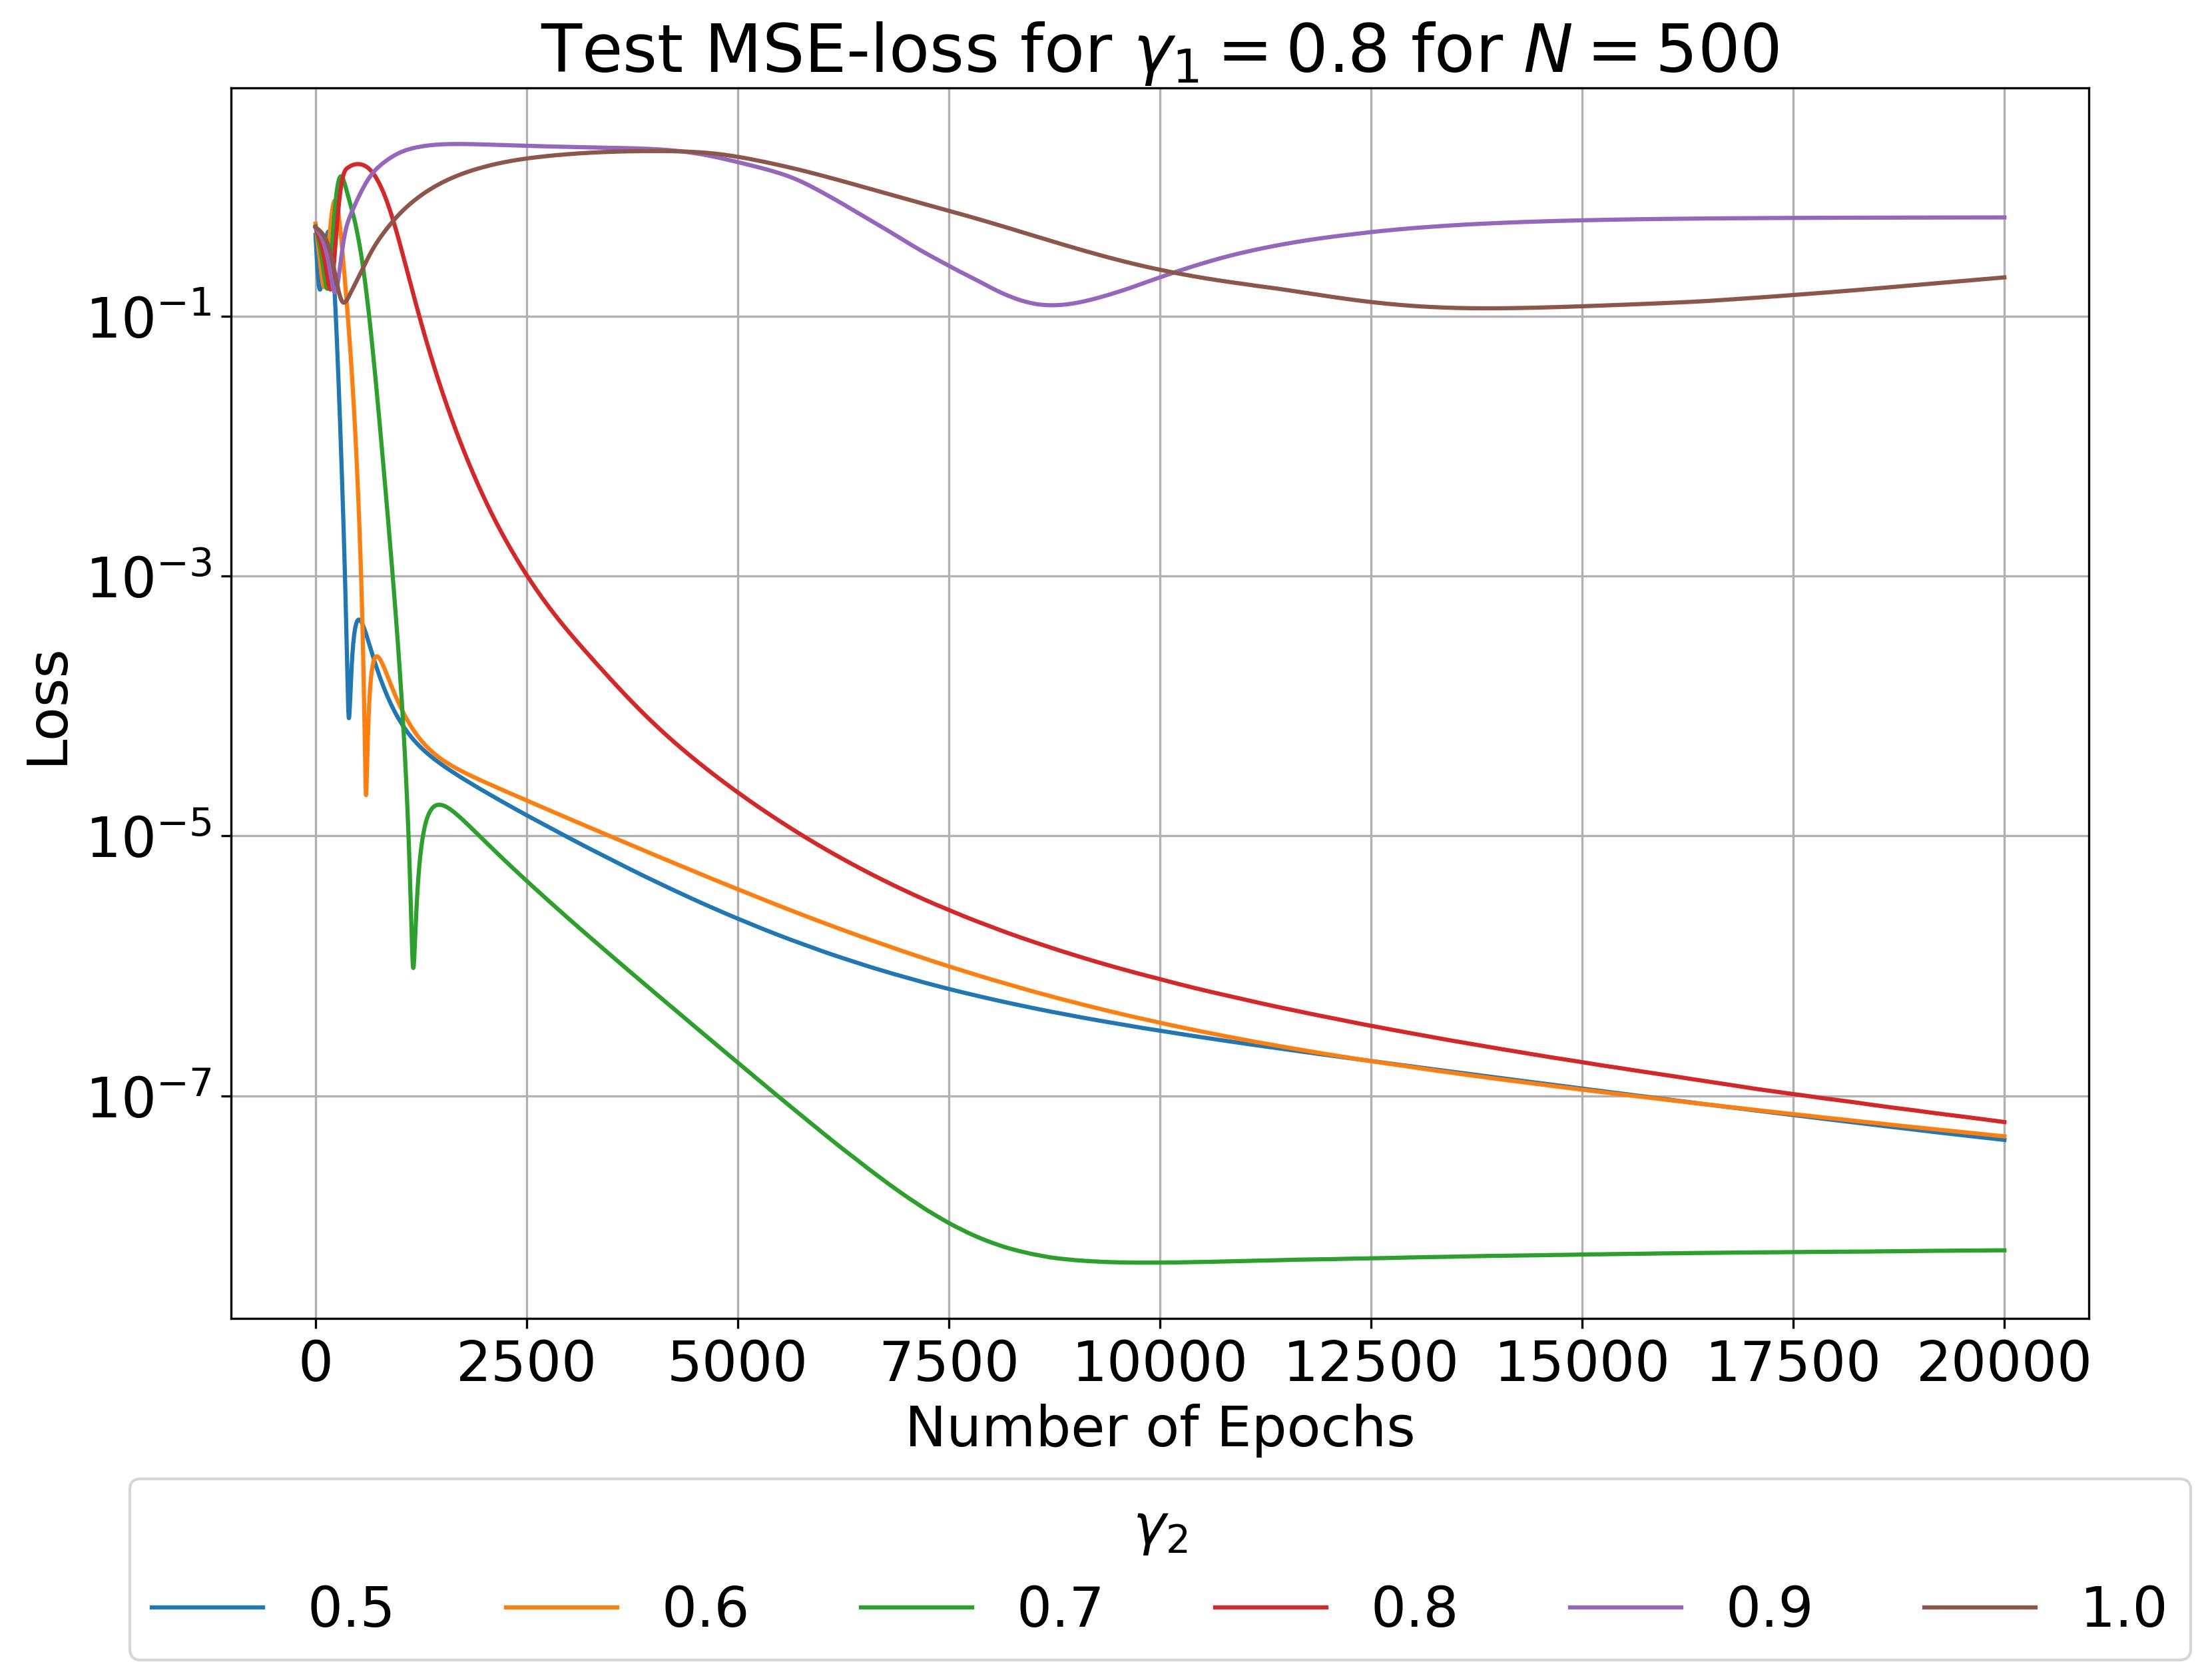 Test MSE-loss for γ₁ = 0.8 for N = 500
10⁻¹
10⁻³
10⁻⁵
10⁻⁷
Loss
0 2500 5000 7500 10000 12500 15000 17500 20000
Number of Epochs
γ₂
0.5 0.6 0.7 0.8 0.9 1.0